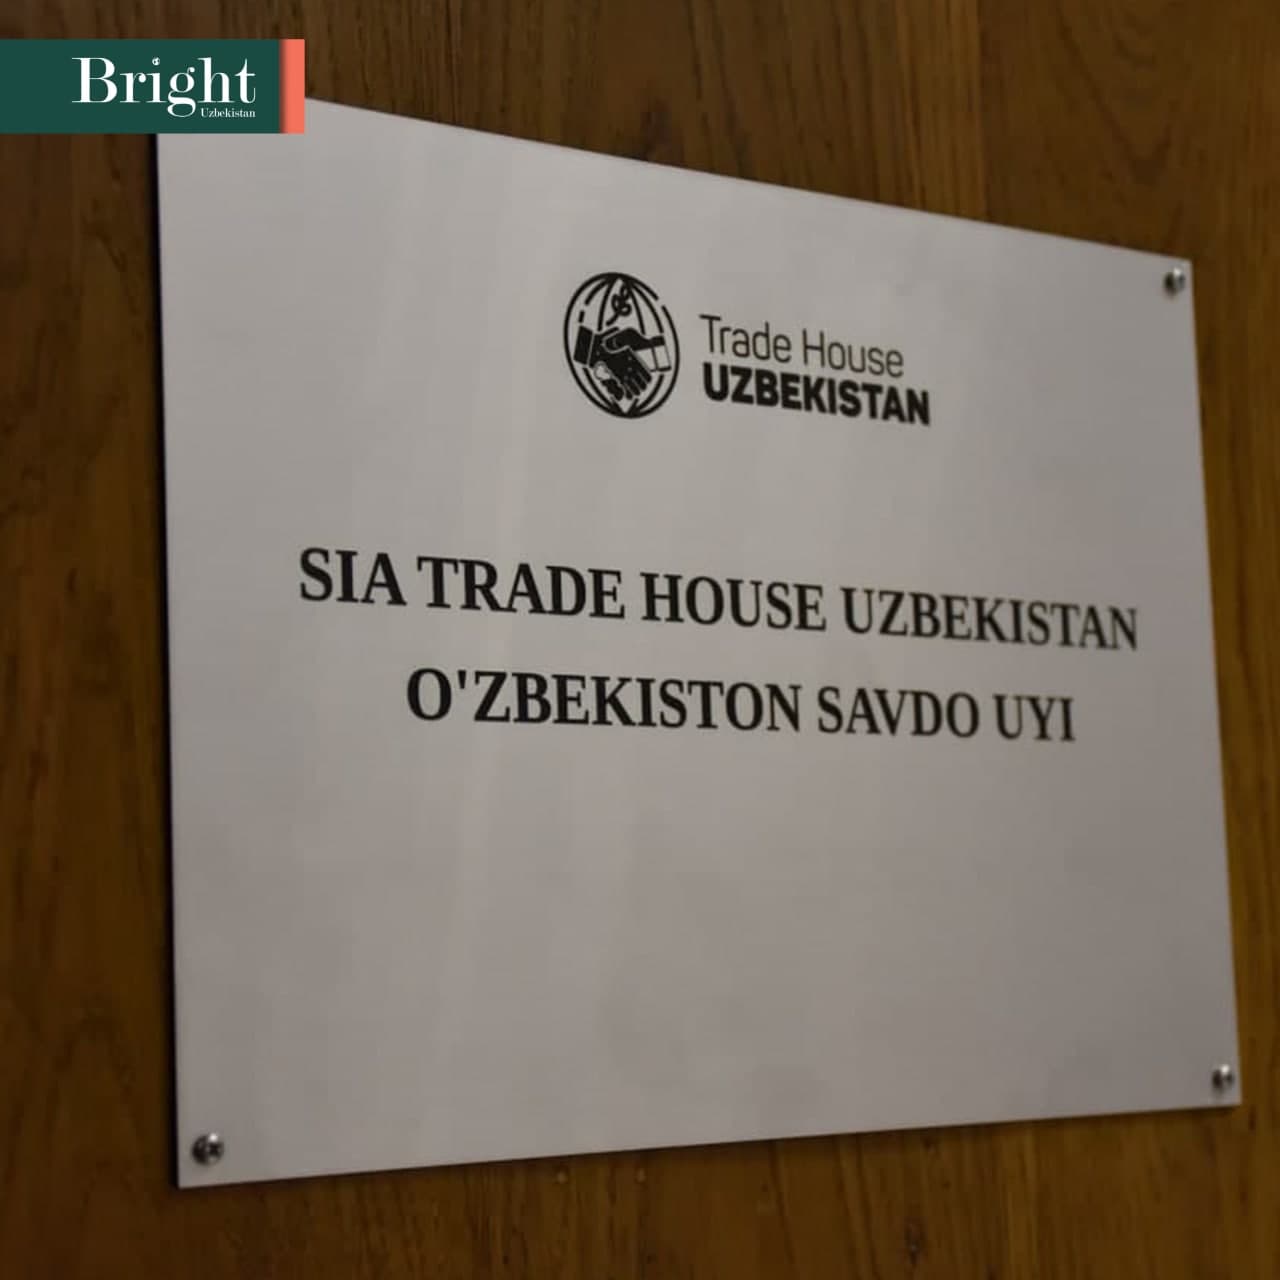 Bright
Uzbekistan
Trade House
UZBEKISTAN
SIA TRADE HOUSE UZBEKISTAN
O'ZBEKISTON SAVDO UYI